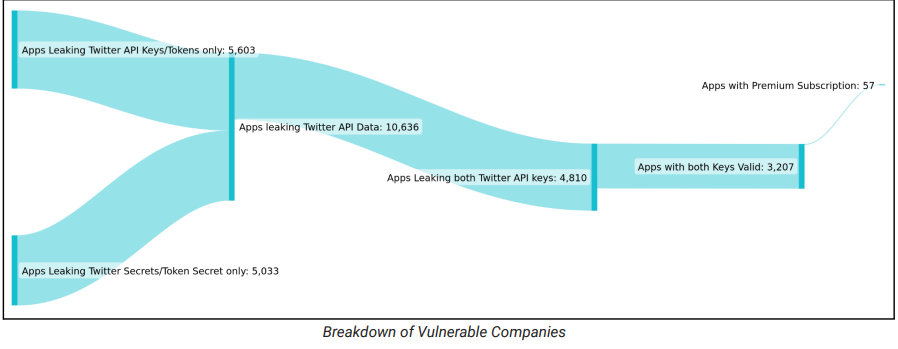 Apps Leaking Twitter API Keys/Tokens only: 5,603
Apps with Premium Subscription: 57
Apps leaking Twitter API Data: 10,636
Apps with both Keys Valid: 3,207
Apps Leaking both Twitter API keys: 4,810
Apps Leaking Twitter Secrets/Token Secret only: 5,033
Breakdown of Vulnerable Companies